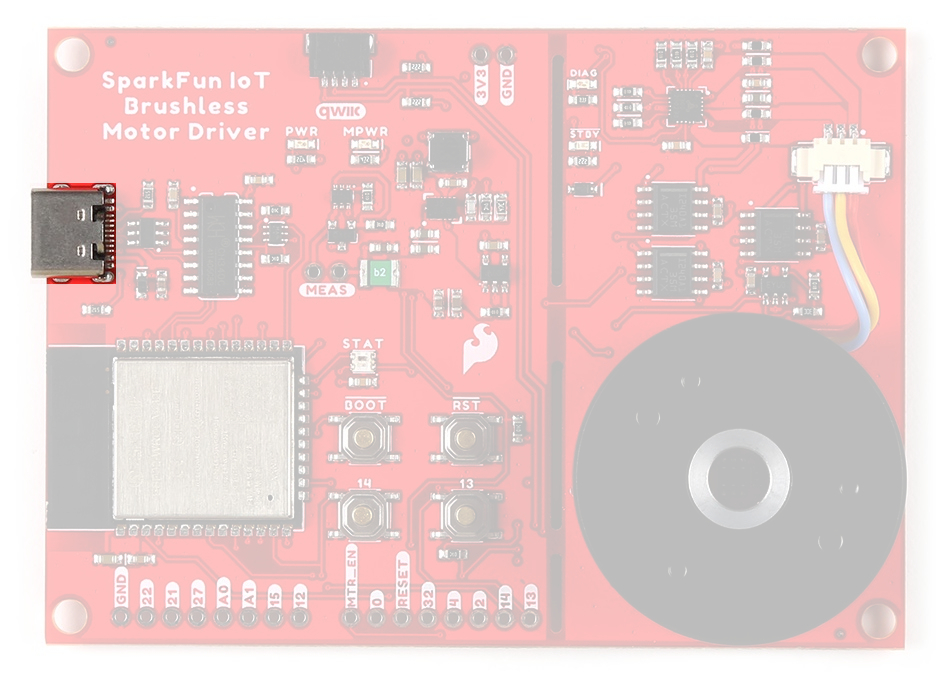 SparkFun IoT
Brushless
Motor Driver
qwiic
3V3
GND
DIAG
STBY
PWR
MPWR
MEAS
b2
STAT
BOOT
RST
14
13
GND
22
21
27
A0
A1
15
12
MTR_EN
0
RESET
32
4
2
14
13